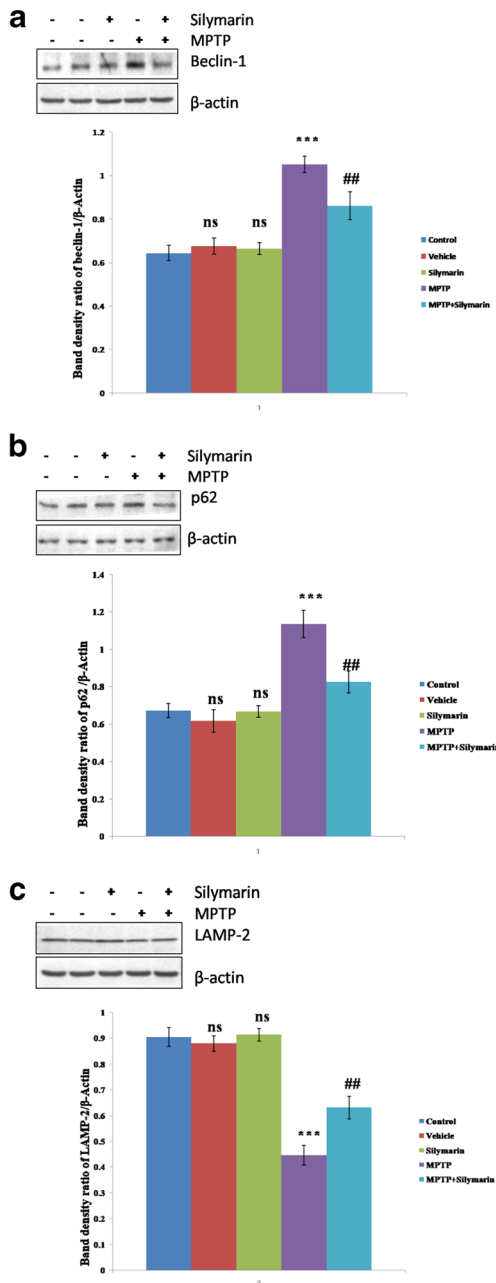 a
- - + - + Silymarin
- - - + + MPTP
Beclin-1
β-actin
Band density ratio of beclin-1/β-Actin
1.2
1
0.8
0.6
0.4
0.2
0
ns
ns
***
##
1
Control
Vehicle
Silymarin
MPTP
MPTP+Silymarin
b
- - + - + Silymarin
- - - + + MPTP
p62
β-actin
Band density ratio of p62 /β-Actin
1.4
1.2
1
0.8
0.6
0.4
0.2
0
ns
ns
***
##
Control
Vehicle
Silymarin
MPTP
MPTP+Silymarin
c
- - + - + Silymarin
- - - + + MPTP
LAMP-2
β-actin
Band density ratio of LAMP-2/β-Actin
1
0.9
0.8
0.7
0.6
0.5
0.4
0.3
0.2
0.1
0
ns
ns
***
##
Control
Vehicle
Silymarin
MPTP
MPTP+Silymarin